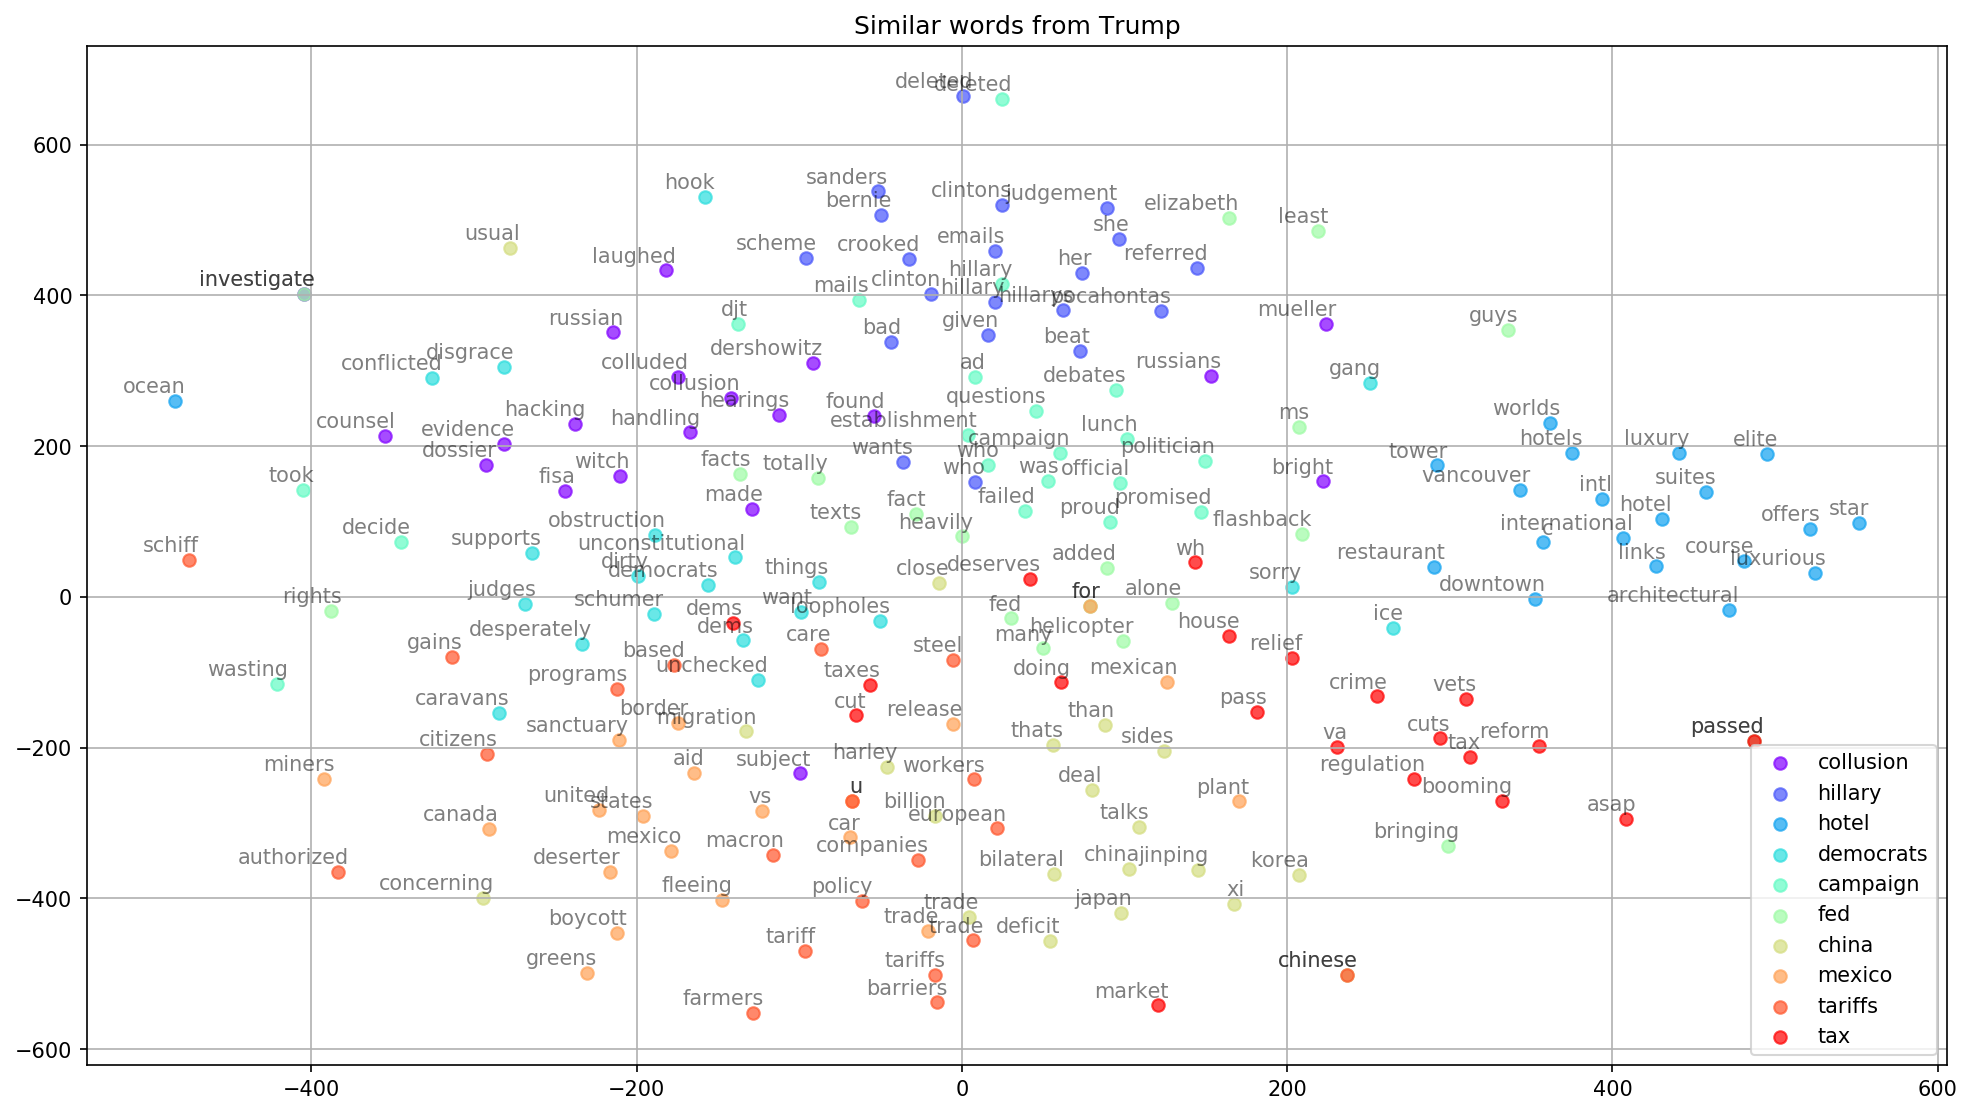 Similar words from Trump
deleted
deleted
600
sanders
hook
bernie
clintons
judgement
elizabeth
least
usual
scheme
crooked
emails
she
laughed
her
referred
investigate
clinton
hillary
mails
hillary
hillarys
pocahontas
400
russian
djt
given
mueller
guys
bad
beat
conflicted
disgrace
colluded
dershowitz
ad
russians
gang
ocean
collusion
hearings
debates
questions
counsel
hacking
handling
found
establishment
lunch
ms
worlds
evidence
campaign
hotels
luxury
elite
200
dossier
wants
who
politician
tower
took
fisa
witch
facts
totally
who
was
official
bright
vancouver
suites
made
failed
promised
intl
decide
obstruction
texts
fact
proud
flashback
hotel
offers
star
schiff
supports
unconstitutional
heavily
c
international
dirty
democrats
things
close
deserves
added
wh
restaurant
links
course
luxurious
0
rights
judges
schumer
want
loopholes
for
alone
sorry
downtown
architectural
gains
desperately
dems
dems
fed
helicopter
house
ice
based
care
steel
many
relief
wasting
programs
unchecked
taxes
doing
mexican
crime
vets
caravans
border
migration
cut
release
than
pass
−200
citizens
sanctuary
harley
thats
sides
va
cuts
tax
reform
passed
miners
aid
subject
workers
regulation
united
states
vs
u
billion
deal
plant
booming
asap
canada
mexico
car
european
talks
bringing
authorized
deserter
macron
companies
bilateral
china
jinping
korea
−400
concerning
fleeing
policy
trade
japan
xi
boycott
tariff
trade
trade
deficit
greens
tariffs
chinese
farmers
barriers
market
−600
collusion
hillary
hotel
democrats
campaign
fed
china
mexico
tariffs
tax
−400
−200
0
200
400
600